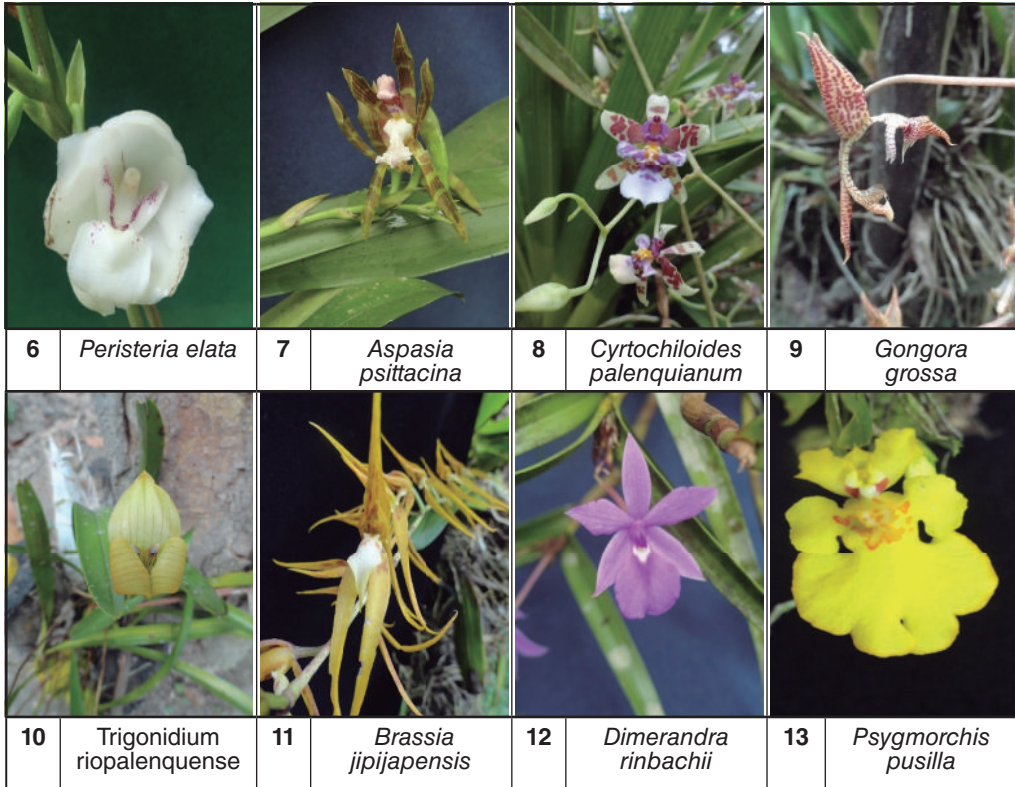 6 Peristeria elata
7 Aspasia
psittacina
8 Cyrtochiloides
palenquianum
9 Gongora
grossa
10 Trigonidium
riopalenquense
11 Brassia
jipijapensis
12 Dimerandra
rinbachii
13 Psygmorchis
pusilla